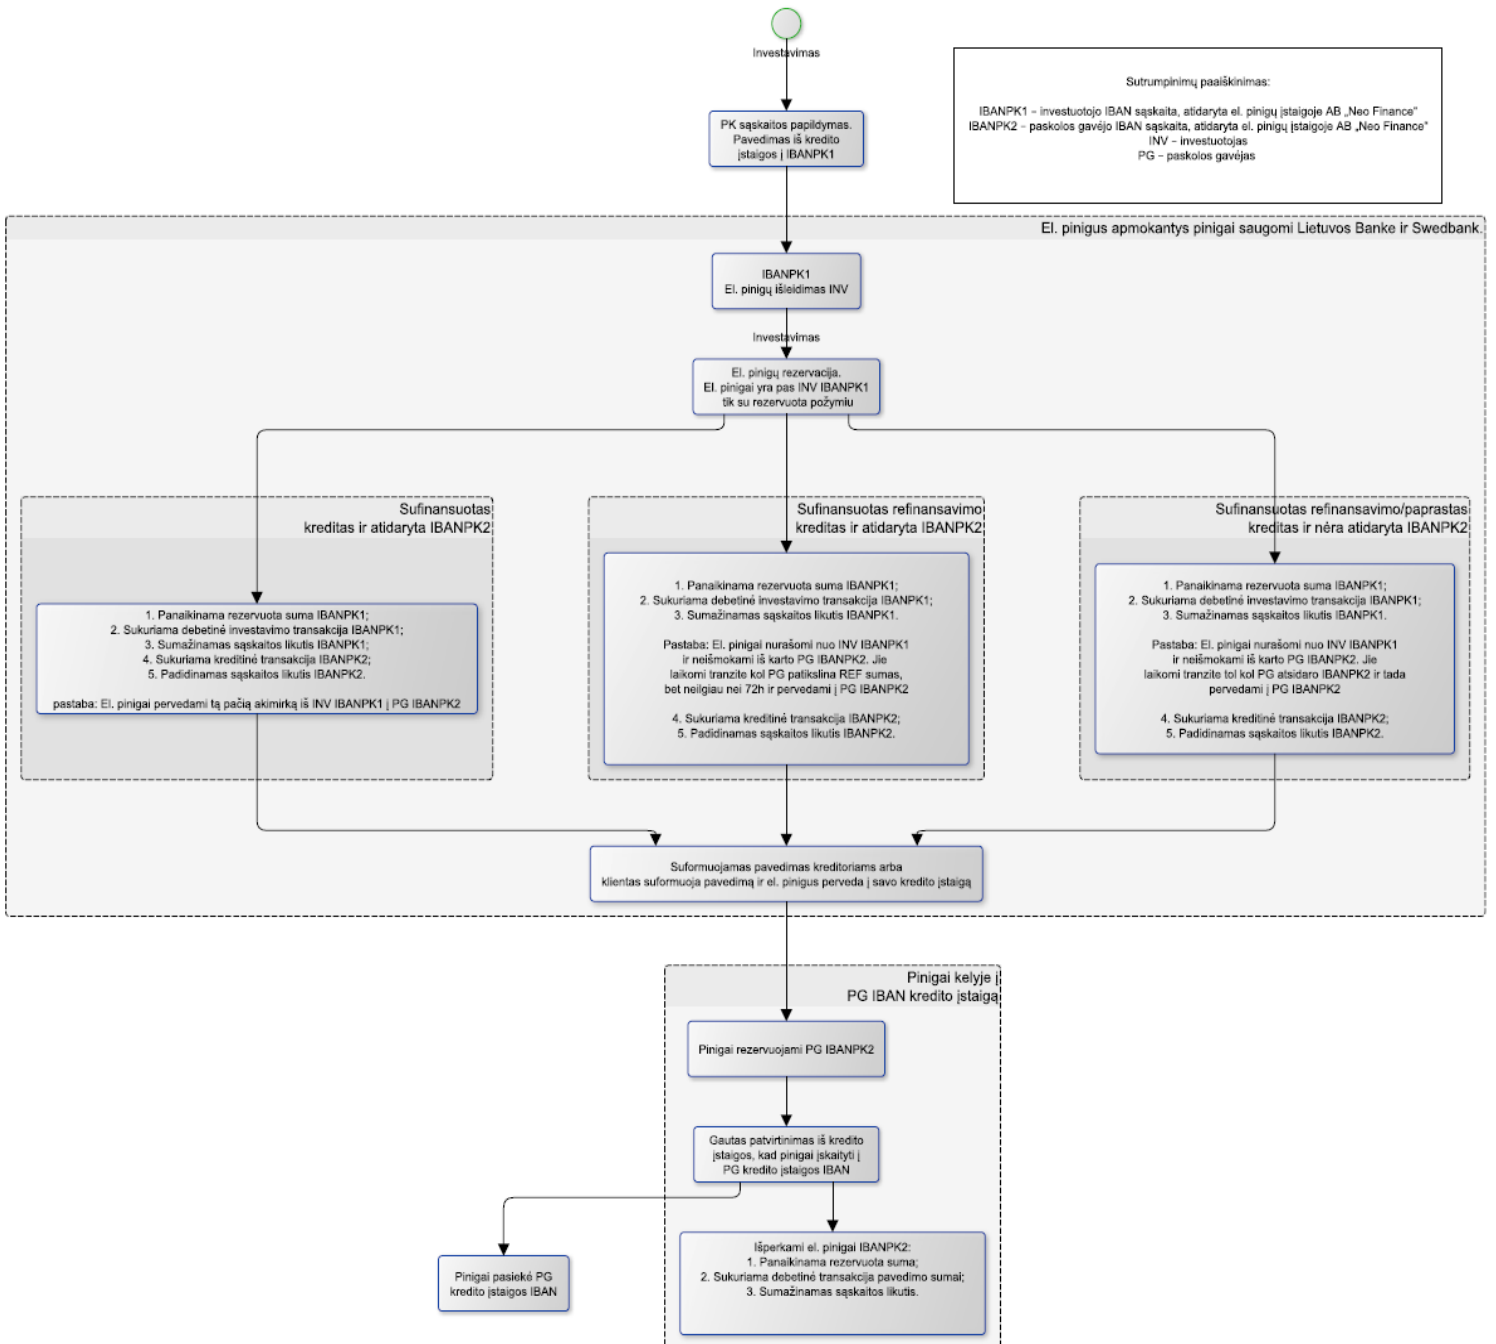 Investavimas
Sutrumpinimų paaiškinimas:
IBANPK1 – investuotojo IBAN sąskaita, atidaryta el. pinigų įstaigoje AB „Neo Finance"
IBANPK2 – paskolos gavėjo IBAN sąskaita, atidaryta el. pinigų įstaigoje AB „Neo Finance"
INV – investuotojas
PG – paskolos gavėjas
PK sąskaitos papildymas.
Pavedimas iš kredito
įstaigos į IBANPK1
El. pinigus apmokantys pinigai saugomi Lietuvos Banke ir Swedbank.
IBANPK1
El. pinigų išleidimas INV
Investavimas
El. pinigų rezervacija.
El. pinigai yra pas INV IBANPK1
tik su rezervuota požymiu
Sufinansuotas
kreditas ir atidaryta IBANPK2
1. Panaikinama rezervuota suma IBANPK1;
2. Sukuriama debetinė investavimo transakcija IBANPK1;
3. Sumažinamas sąskaitos likutis IBANPK1;
4. Sukuriama kreditinė transakcija IBANPK2;
5. Padidinamas sąskaitos likutis IBANPK2.
pastaba: El. pinigai pervedami tą pačią akimirką iš INV IBANPK1 į PG IBANPK2
Sufinansuotas refinansavimo
kreditas ir atidaryta IBANPK2
1. Panaikinama rezervuota suma IBANPK1;
2. Sukuriama debetinė investavimo transakcija IBANPK1;
3. Sumažinamas sąskaitos likutis IBANPK1.
Pastaba: El. pinigai nurašomi nuo INV IBANPK1
ir neišmokami iš karto PG IBANPK2. Jie
laikomi tranzite kol PG patikslina REF sumas,
bet neilgiau nei 72h ir pervedami į PG IBANPK2
4. Sukuriama kreditinė transakcija IBANPK2;
5. Padidinamas sąskaitos likutis IBANPK2.
Sufinansuotas refinansavimo/paprastas
kreditas ir nėra atidaryta IBANPK2
1. Panaikinama rezervuota suma IBANPK1;
2. Sukuriama debetinė investavimo transakcija IBANPK1;
3. Sumažinamas sąskaitos likutis IBANPK1.
Pastaba: El. pinigai nurašomi nuo INV IBANPK1
ir neišmokami iš karto PG IBANPK2. Jie
laikomi tranzite tol kol PG atsidaro IBANPK2 ir tada
pervedami į PG IBANPK2
4. Sukuriama kreditinė transakcija IBANPK2;
5. Padidinamas sąskaitos likutis IBANPK2.
Suformuojamas pavedimas kreditoriams arba
klientas suformuoja pavedimą ir el. pinigus perveda į savo kredito įstaigą
Pinigai kelyje į
PG IBAN kredito įstaigą
Pinigai rezervuojami PG IBANPK2
Gautas patvirtinimas iš kredito
įstaigos, kad pinigai įskaityti į
PG kredito įstaigos IBAN
Pinigai pasiekė PG
kredito įstaigos IBAN
Išperkami el. pinigai IBANPK2:
1. Panaikinama rezervuota suma;
2. Sukuriama debetinė transakcija pavedimo sumai;
3. Sumažinamas sąskaitos likutis.